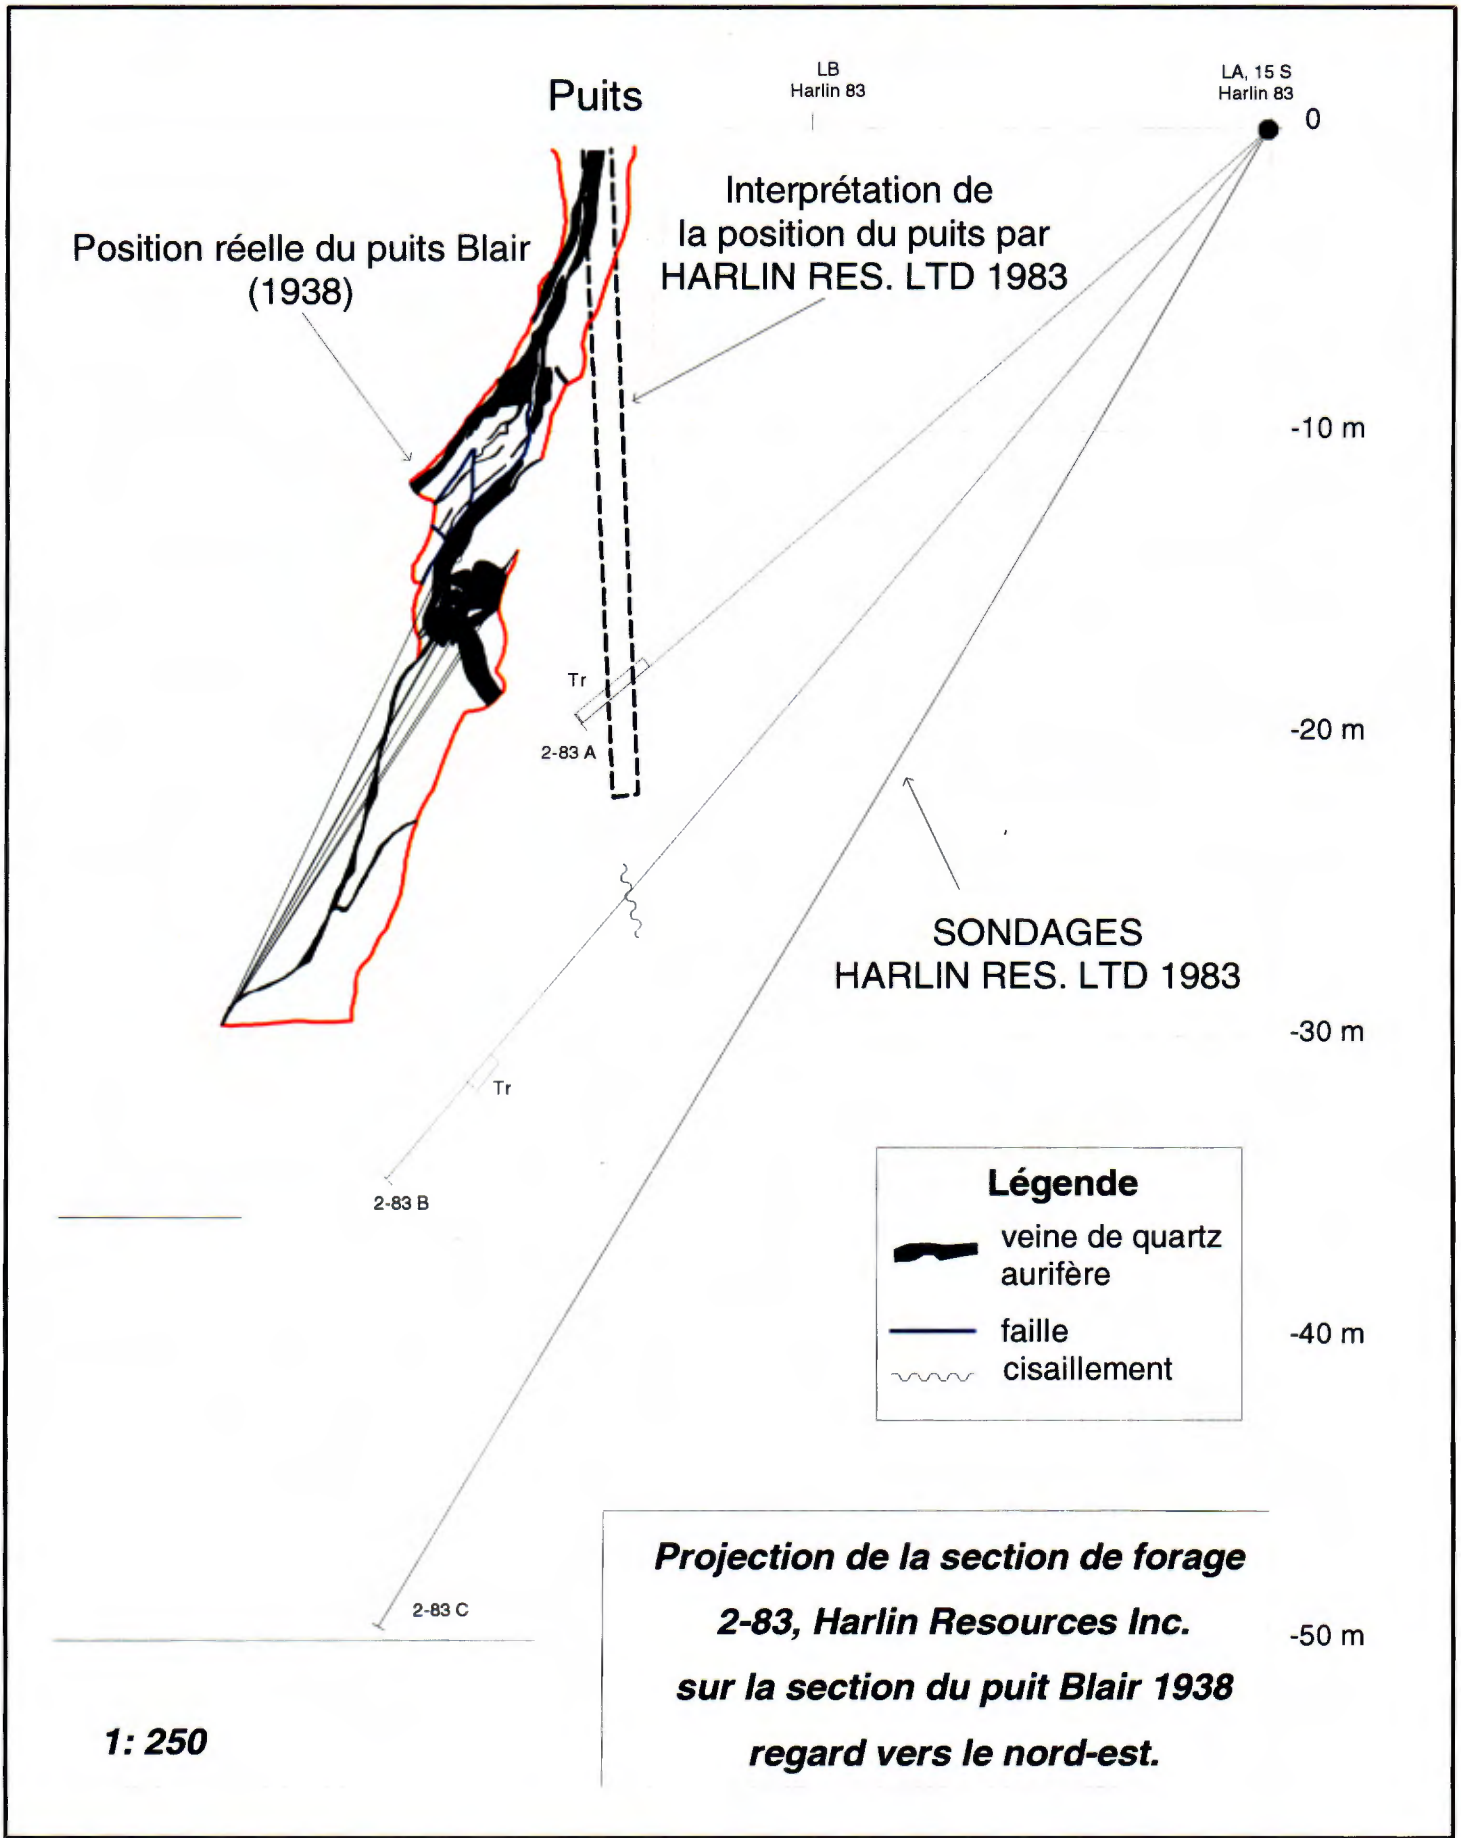 LB
Harlin 83
LA, 15 S
Harlin 83
Puits
0
Interprétation de
la position du puits par
HARLIN RES. LTD 1983
Position réelle du puits Blair
(1938)
-10 m
Tr
2-83 A
-20 m
SONDAGES
HARLIN RES. LTD 1983
-30 m
Tr
2-83 B
Légende
veine de quartz
aurifère
faille
cisaillement
-40 m
2-83 C
-50 m
Projection de la section de forage
2-83, Harlin Resources Inc.
sur la section du puit Blair 1938
regard vers le nord-est.
1: 250